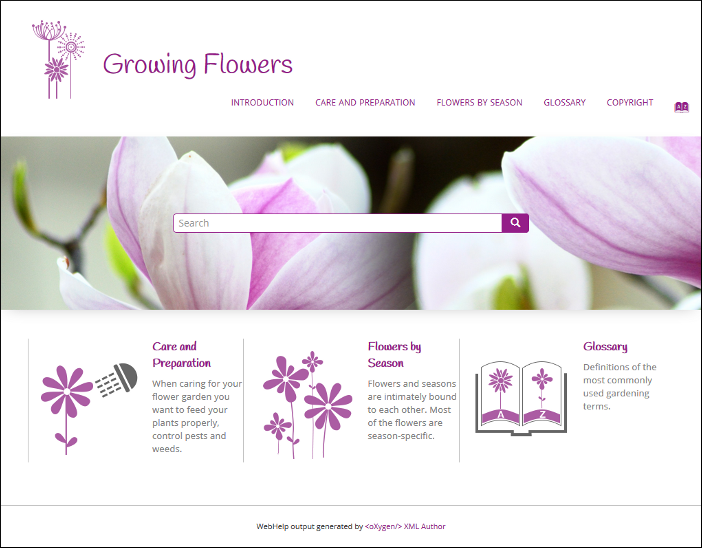 Growing Flowers
INTRODUCTION CARE AND PREPARATION FLOWERS BY SEASON GLOSSARY COPYRIGHT
A Z
Search
Care and
Preparation
When caring for your
flower garden you
want to feed your
plants properly,
control pests and
weeds.
Flowers by
Season
Flowers and seasons
are intimately bound
to each other. Most
of the flowers are
season-specific.
A Z
Glossary
Definitions of the
most commonly
used gardening
terms.
WebHelp output generated by <oXygen/> XML Author